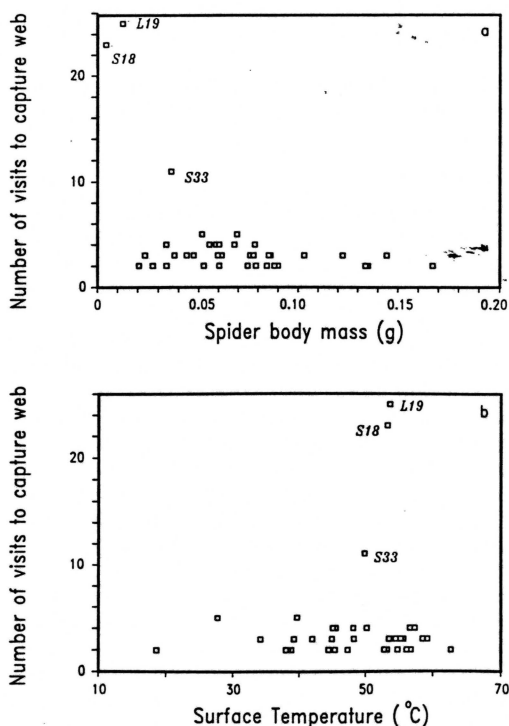 Number of visits to capture web
a
20
10
0
L19
S18
S33
0
0.05
0.10
0.15
0.20
Spider body mass (g)
Number of visits to capture web
b
20
10
0
L19
S18
S33
10
30
50
70
Surface Temperature (°C)